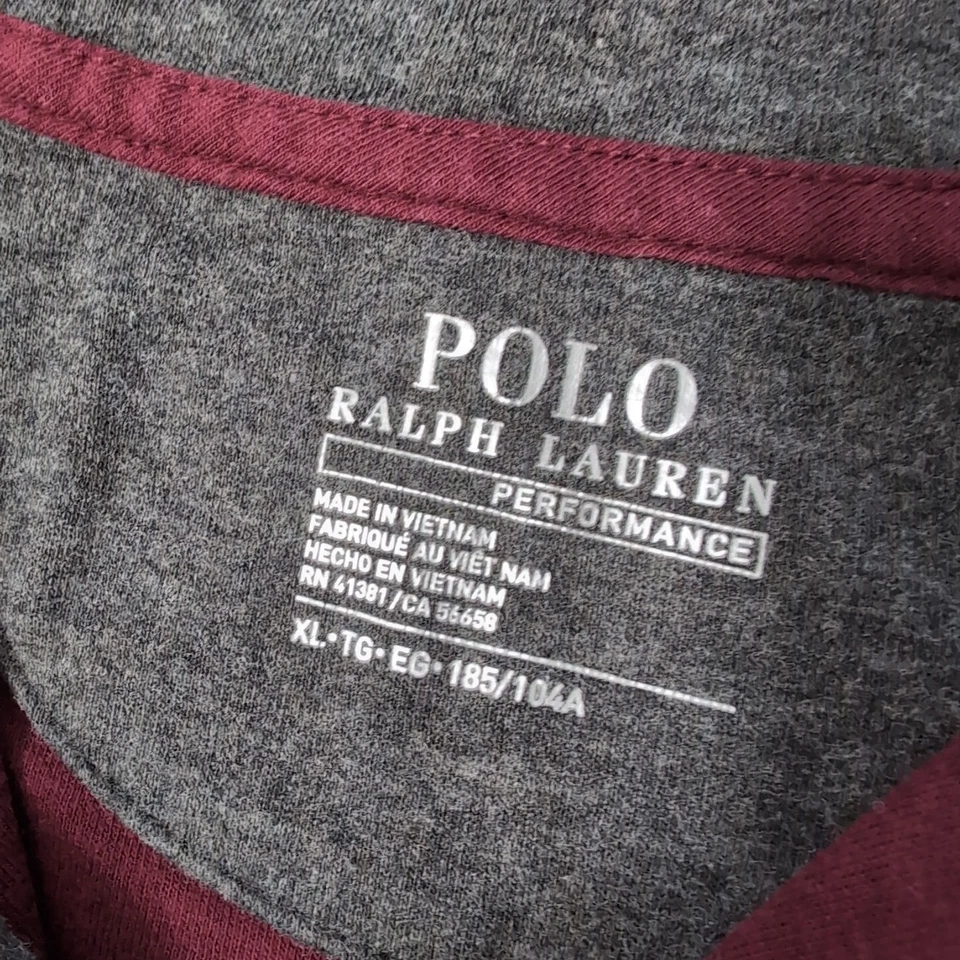 POLO
RALPH LAUREN
PERFORMANCE
MADE IN VIETNAM
FABRIQUÉ AU VIÊT NAM
HECHO EN VIETNAM
RN 41381/CA 56658
XL•TG•EG•185/104A